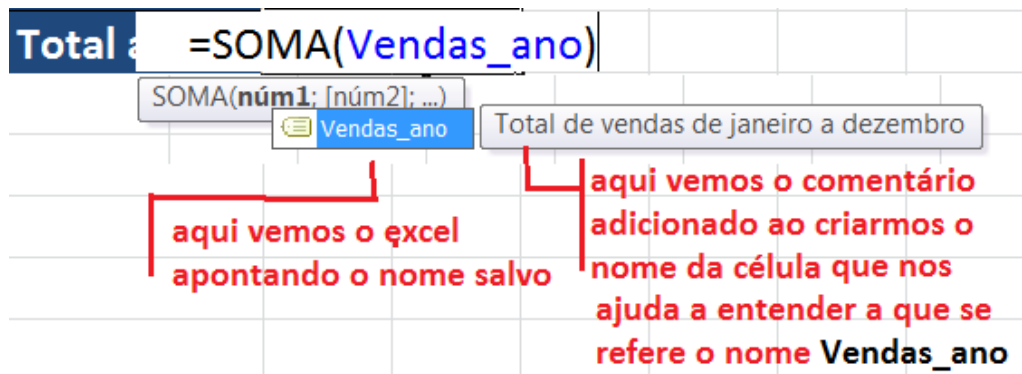 Total a =SOMA(Vendas_ano)
SOMA(núm1; [núm2]; ...)
Vendas_ano
Total de vendas de janeiro a dezembro
aqui vemos o excel
apontando o nome salvo
aqui vemos o comentário
adicionado ao criarmos o
nome da célula que nos
ajuda a entender a que se
refere o nome Vendas_ano